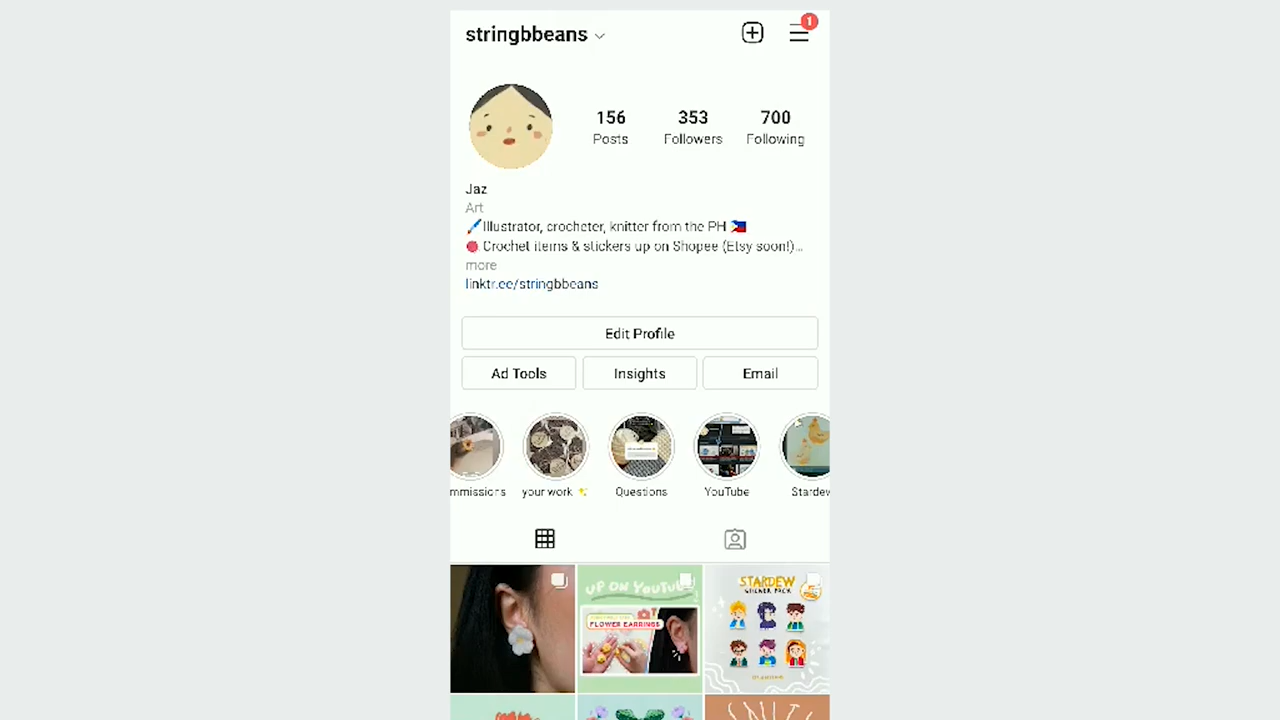 stringbbeans
1
156
Posts
353
Followers
700
Following
Jaz
Art
🖌️Illustrator, crocheter, knitter from the PH 🇵🇭
🧶 Crochet items & stickers up on Shopee (Etsy soon!)...
more
linktr.ee/stringbbeans
Edit Profile
Ad Tools
Insights
Email
mmissions
your work ✨
Questions
YouTube
Stardew
UP ON YOUTUBE
FLOWER EARRINGS
STARDEW
STICKER PACK